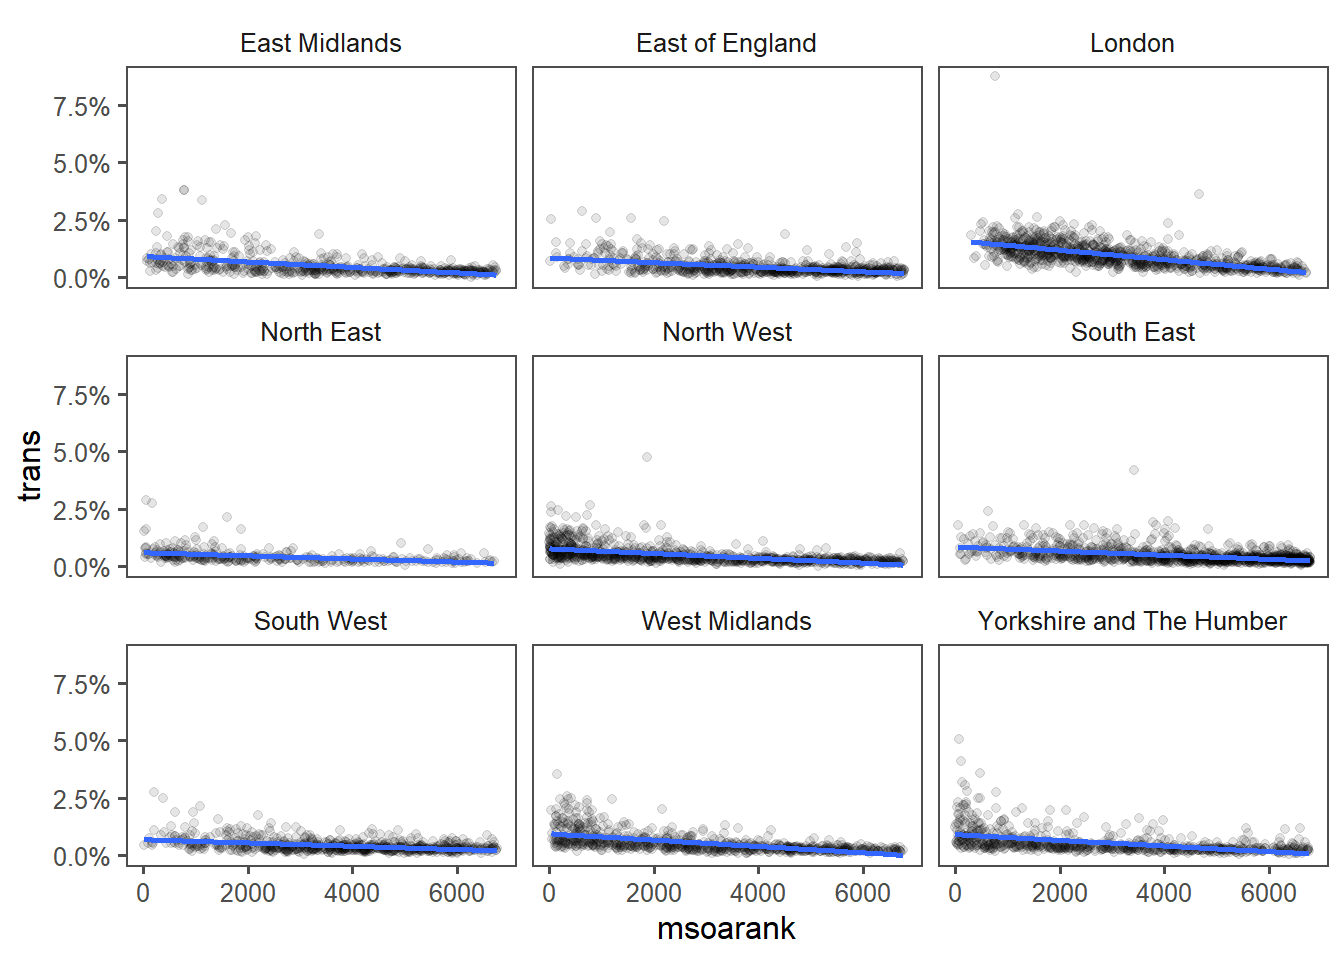 East Midlands East of England London
7.5%
5.0%
2.5%
0.0%
North East North West South East
7.5%
5.0%
2.5%
0.0%
trans
South West West Midlands Yorkshire and The Humber
7.5%
5.0%
2.5%
0.0%
0 2000 4000 6000 0 2000 4000 6000 0 2000 4000 6000
msoarank